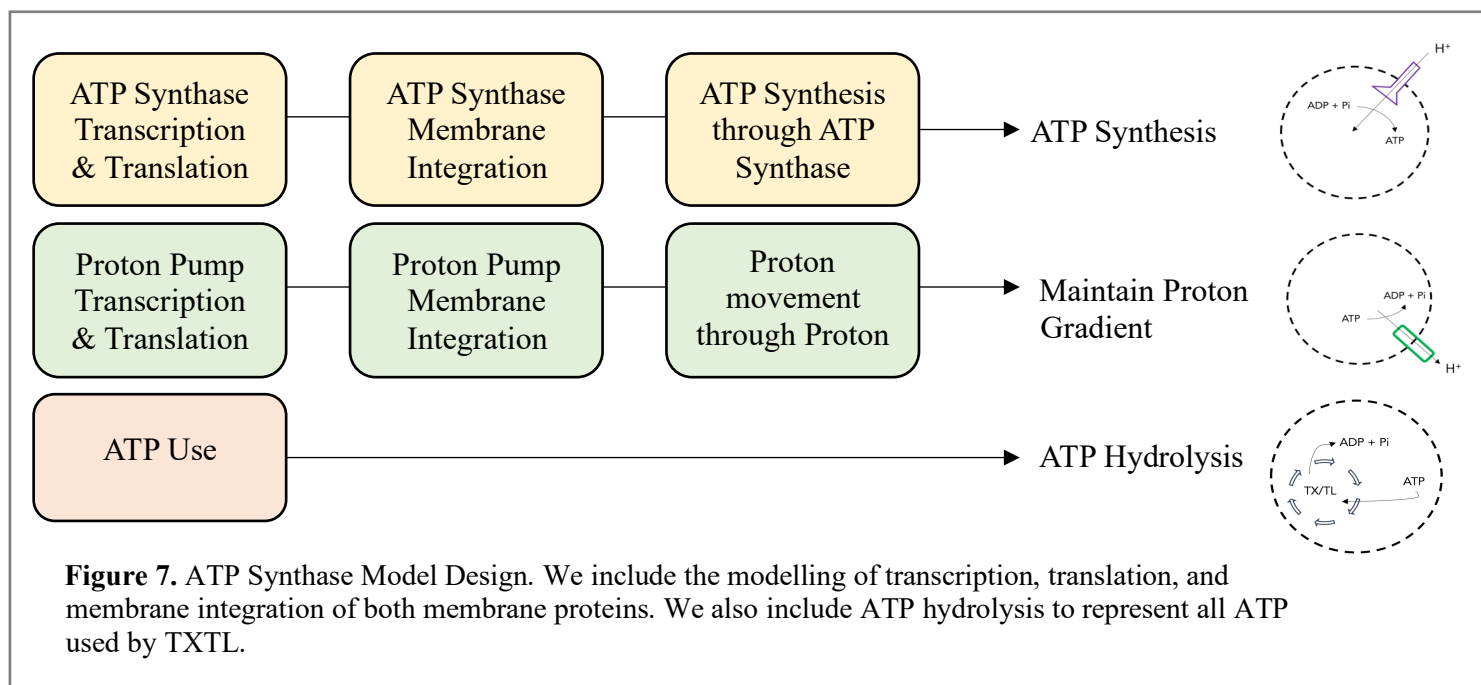 ATP Synthase
Transcription
& Translation
ATP Synthase
Membrane
Integration
ATP Synthesis
through ATP
Synthase
ATP Synthesis
H⁺
ADP + Pi
ATP
Proton Pump
Transcription
& Translation
Proton Pump
Membrane
Integration
Proton
movement
through Proton
Maintain Proton
Gradient
ADP + Pi
ATP
H⁺
ATP Use
ATP Hydrolysis
ADP + Pi
ATP
TX/TL
Figure 7. ATP Synthase Model Design. We include the modelling of transcription, translation, and
membrane integration of both membrane proteins. We also include ATP hydrolysis to represent all ATP
used by TXTL.